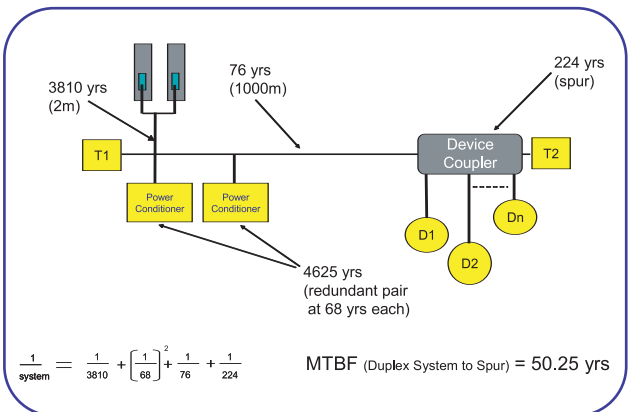 3810 yrs
(2m)
76 yrs
(1000m)
224 yrs
(spur)
T1
Device
Coupler
T2
Power
Conditioner
Power
Conditioner
D1
D2
Dn
4625 yrs
(redundant pair
at 68 yrs each)
1/system = 1/3810 + [1/68]² + 1/76 + 1/224
MTBF (Duplex System to Spur) = 50.25 yrs